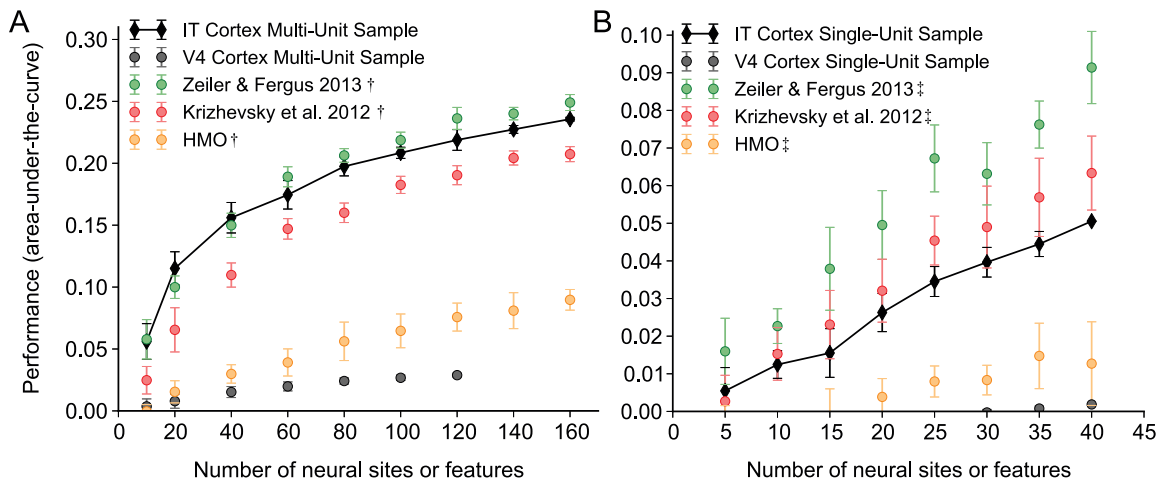 A
IT Cortex Multi-Unit Sample
V4 Cortex Multi-Unit Sample
Zeiler & Fergus 2013 †
Krizhevsky et al. 2012 †
HMO †
Performance (area-under-the-curve)
0.30
0.25
0.20
0.15
0.10
0.05
0.00
0 20 40 60 80 100 120 140 160
Number of neural sites or features
B
IT Cortex Single-Unit Sample
V4 Cortex Single-Unit Sample
Zeiler & Fergus 2013‡
Krizhevsky et al. 2012‡
HMO‡
0.10
0.09
0.08
0.07
0.06
0.05
0.04
0.03
0.02
0.01
0.00
0 5 10 15 20 25 30 35 40 45
Number of neural sites or features